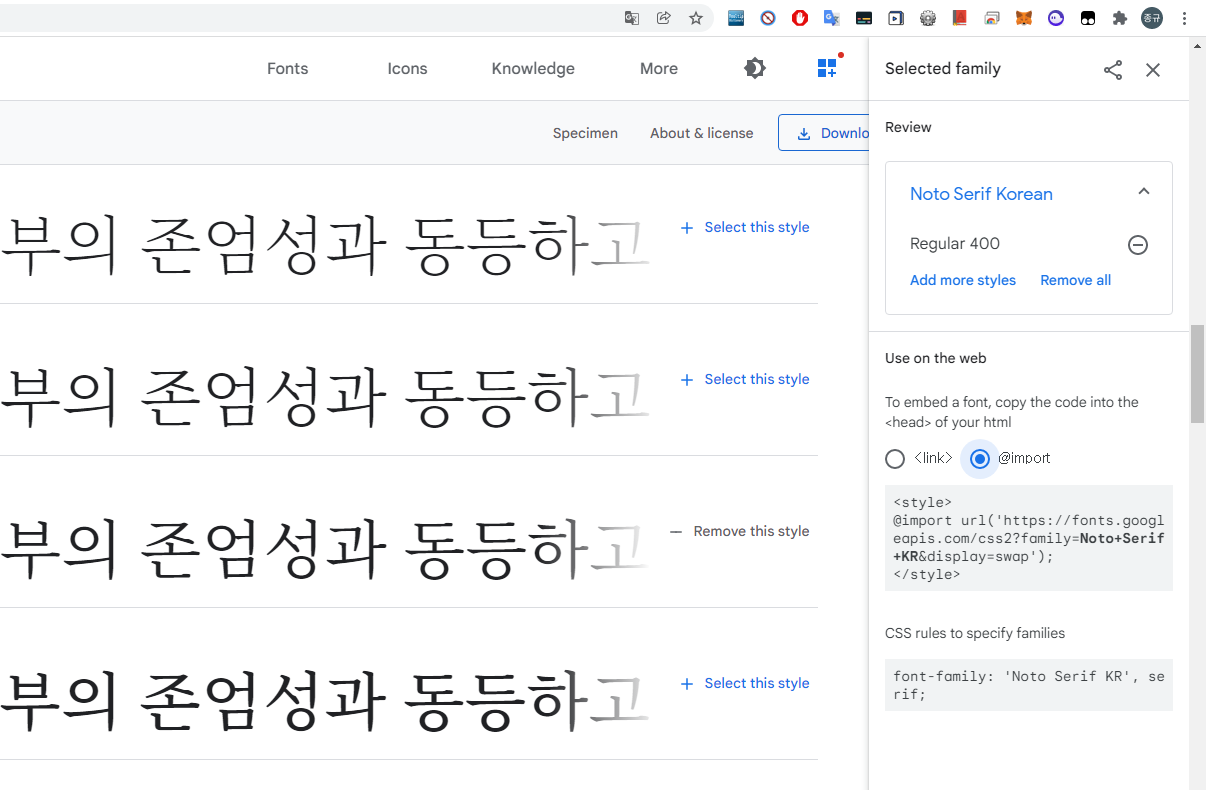 종규
Fonts Icons Knowledge More
Specimen About & license Downlo
부의 존엄성과 동등하고
Select this style
부의 존엄성과 동등하고
Select this style
부의 존엄성과 동등하고
Remove this style
부의 존엄성과 동등하고
Select this style
Selected family
Review
Noto Serif Korean
Regular 400
Add more styles Remove all
Use on the web
To embed a font, copy the code into the
<head> of your html
<link> @import
<style>
@import url('https://fonts.googl
eapis.com/css2?family=Noto+Serif
+KR&display=swap');
</style>
CSS rules to specify families
font-family: 'Noto Serif KR', se
rif;